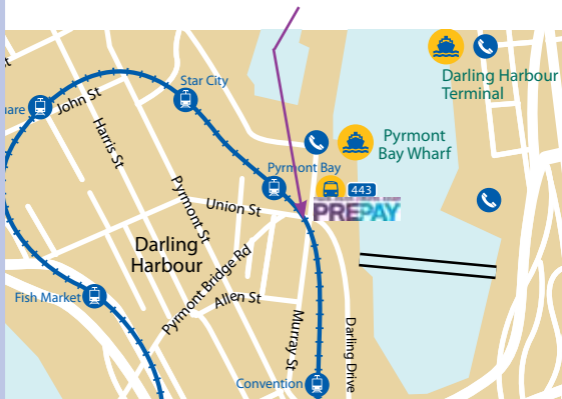 Darling Harbour
Terminal
Star City
John St
Harris St
Pyrmont
Bay Wharf
Pyrmont Bay
Pyrmont St
443
Union St
PREPAY
Darling
Harbour
Pyrmont Bridge Rd
Allen St
Fish Market
Murray St
Darling Drive
Convention